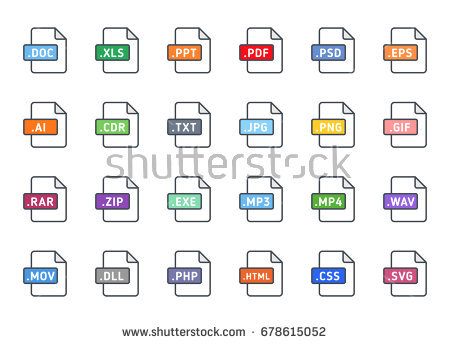 .DOC .XLS .PPT .PDF .PSD .EPS
.AI .CDR .TXT .JPG .PNG .GIF
shutterstock
.RAR .ZIP .EXE .MP3 .MP4 WAV
.MOV .DLL .PHP .HTML .CSS .SVG
www.shutterstock.com · 678615052